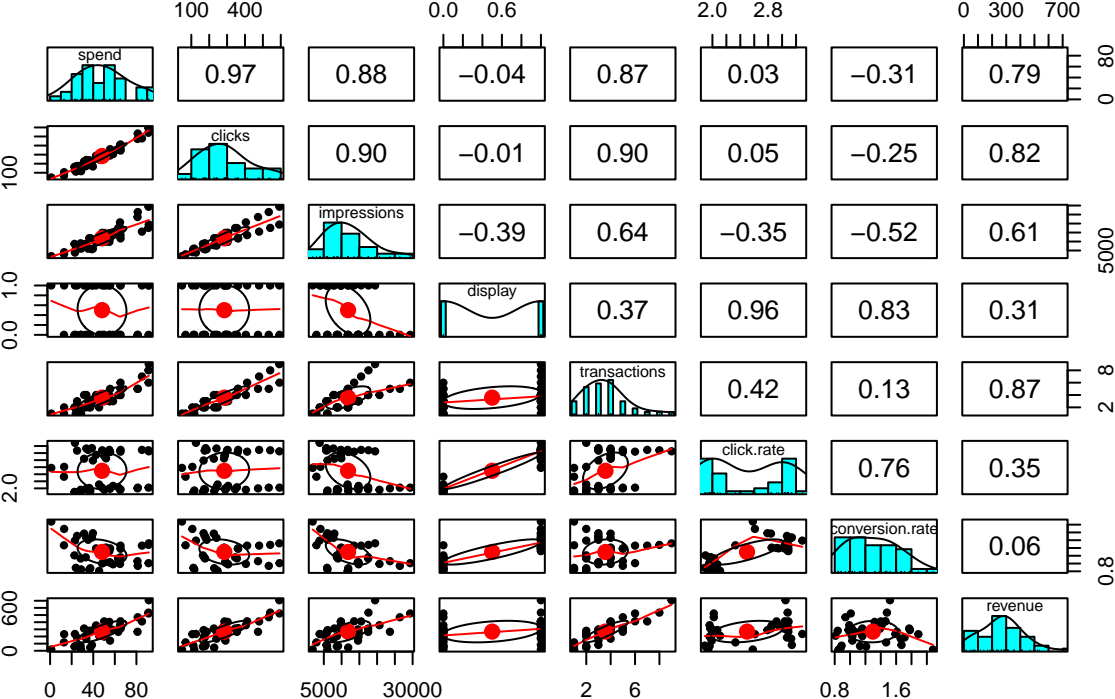 100 400 0.0 0.6 2.0 2.8 0 300 700
spend 0.97 0.88 −0.04 0.87 0.03 −0.31 0.79 0 80
100 clicks 0.90 −0.01 0.90 0.05 −0.25 0.82
impressions −0.39 0.64 −0.35 −0.52 0.61 5000
0.0 1.0 display 0.37 0.96 0.83 0.31
transactions 0.42 0.13 0.87 2 8
2.0 click.rate 0.76 0.35
conversion.rate 0.06 0.8
0 600 revenue
0 40 80 5000 30000 2 6 0.8 1.6